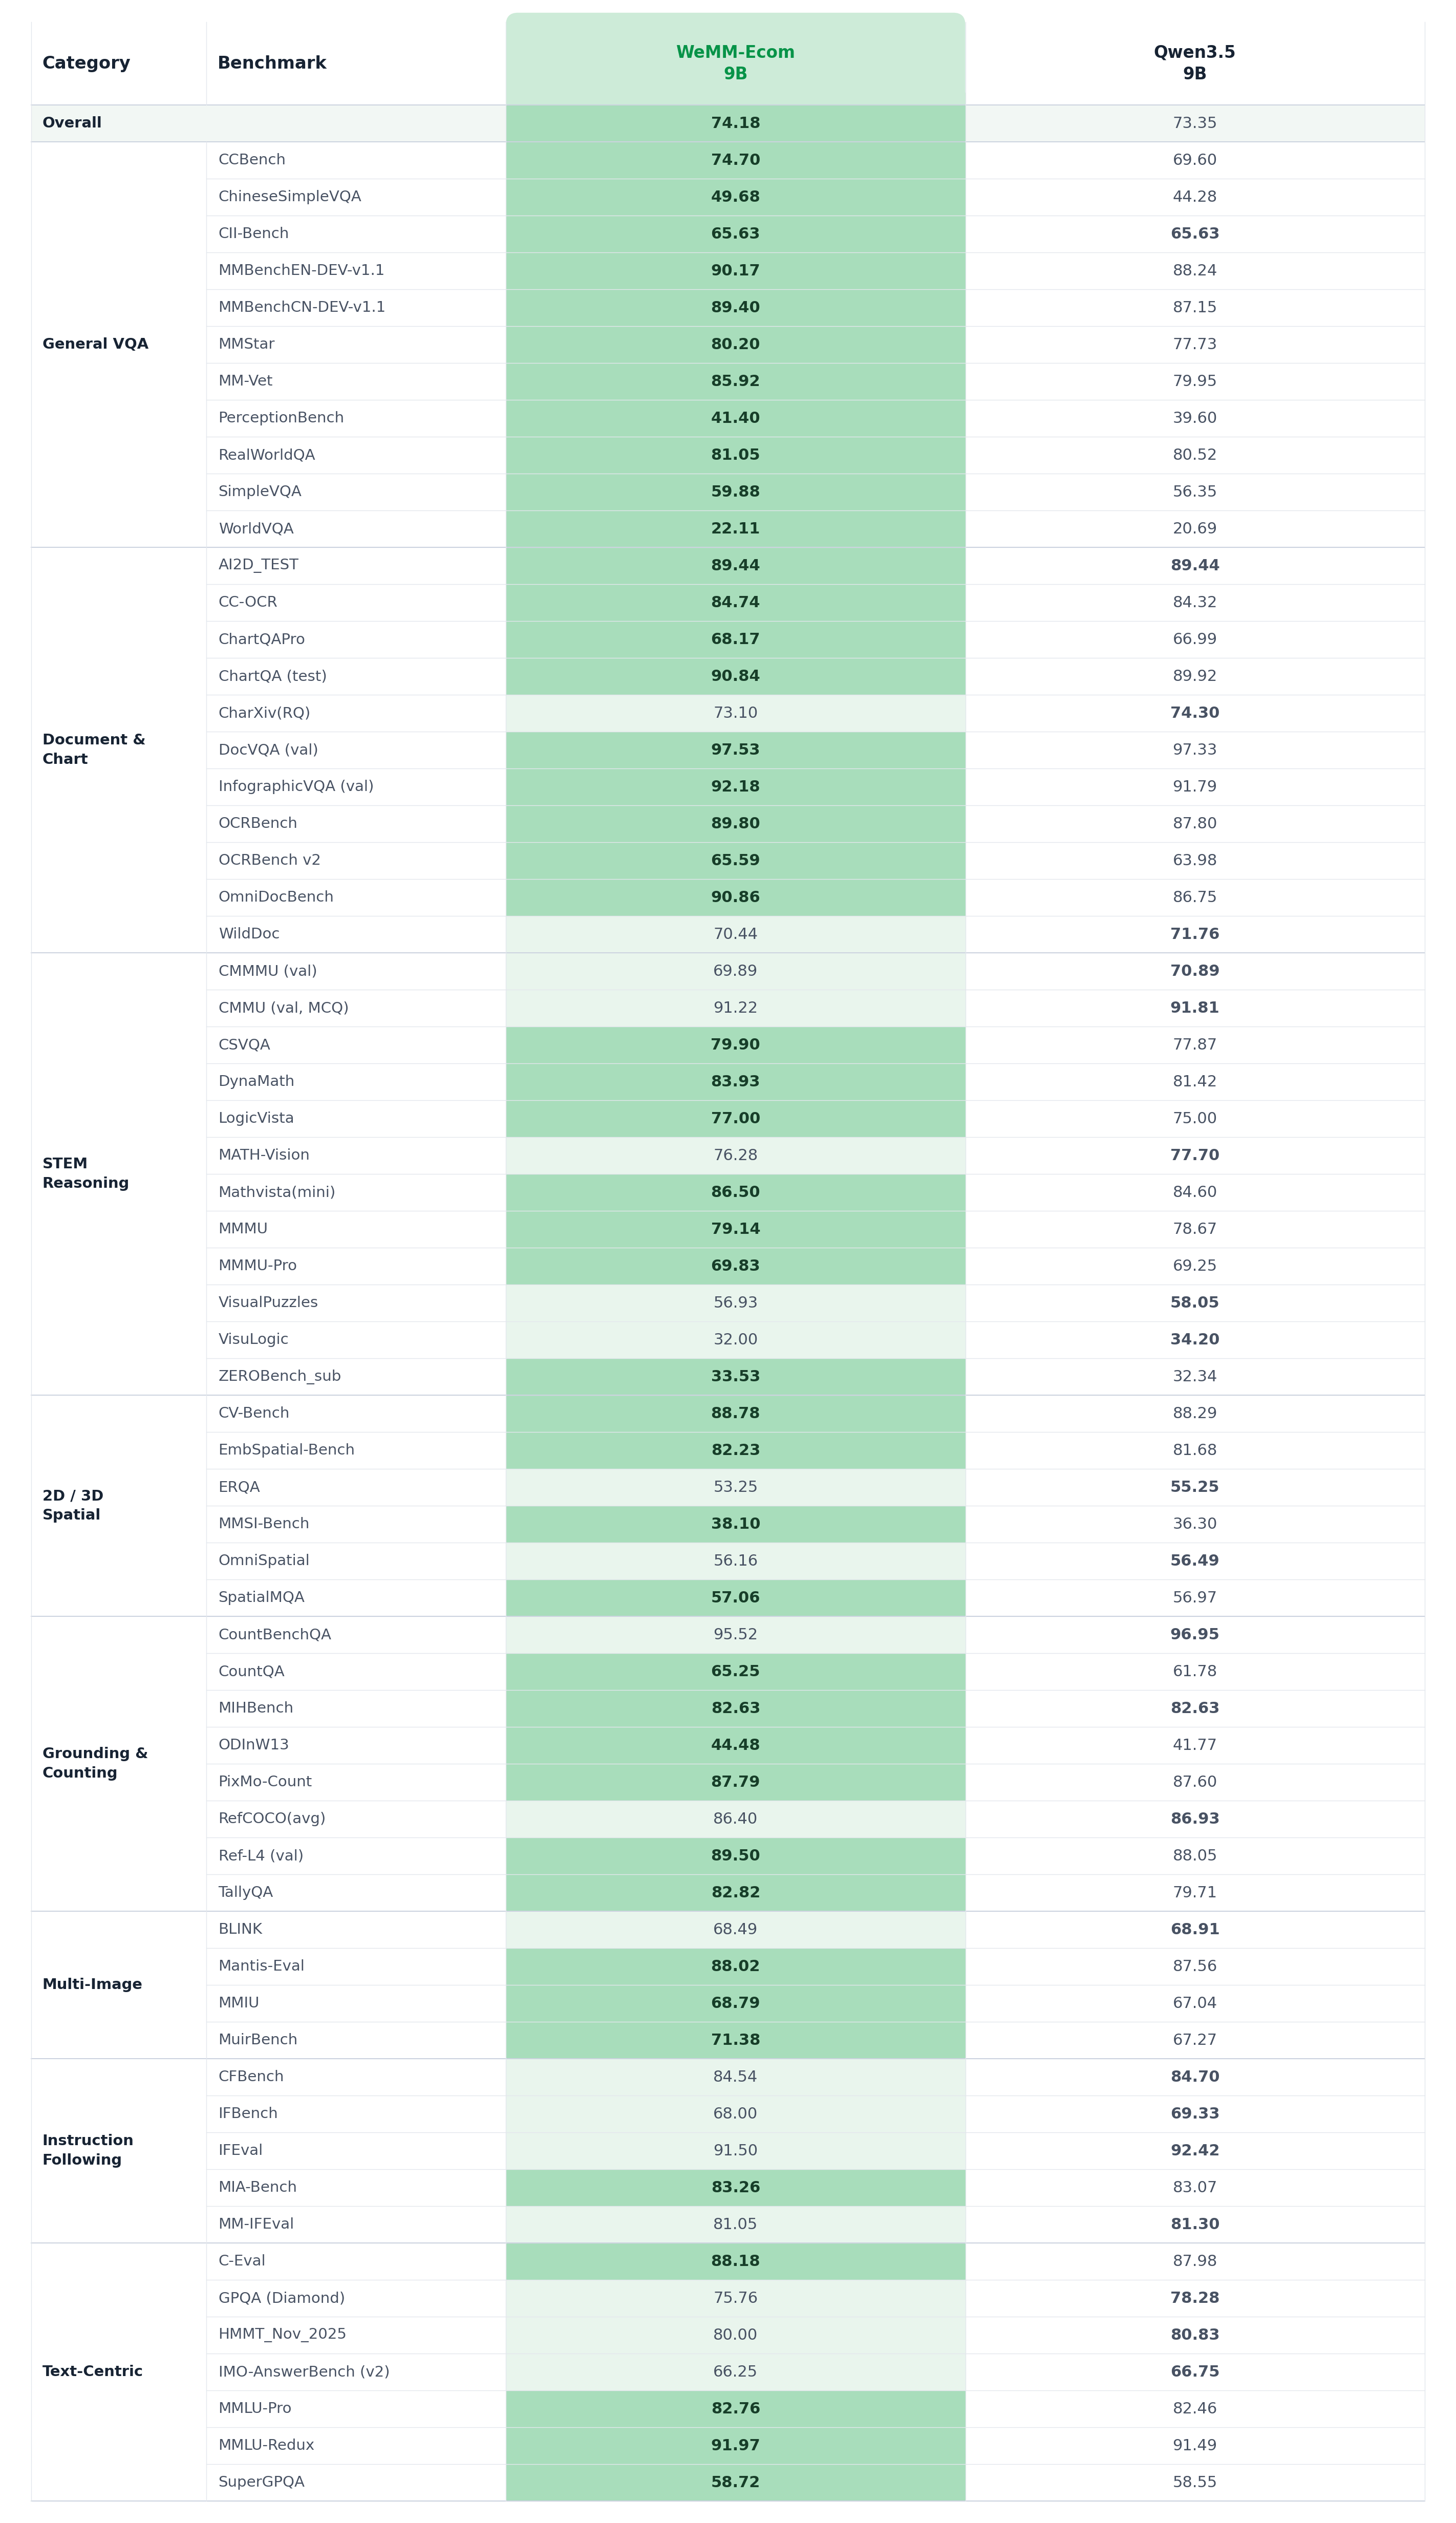 Category Benchmark WeMM-Ecom 9B Qwen3.5 9B
Overall 74.18 73.35
General VQA
CCBench 74.70 69.60
ChineseSimpleVQA 49.68 44.28
CII-Bench 65.63 65.63
MMBenchEN-DEV-v1.1 90.17 88.24
MMBenchCN-DEV-v1.1 89.40 87.15
MMStar 80.20 77.73
MM-Vet 85.92 79.95
PerceptionBench 41.40 39.60
RealWorldQA 81.05 80.52
SimpleVQA 59.88 56.35
WorldVQA 22.11 20.69
Document &
Chart
AI2D_TEST 89.44 89.44
CC-OCR 84.74 84.32
ChartQAPro 68.17 66.99
ChartQA (test) 90.84 89.92
CharXiv(RQ) 73.10 74.30
DocVQA (val) 97.53 97.33
InfographicVQA (val) 92.18 91.79
OCRBench 89.80 87.80
OCRBench v2 65.59 63.98
OmniDocBench 90.86 86.75
WildDoc 70.44 71.76
STEM
Reasoning
CMMMU (val) 69.89 70.89
CMMU (val, MCQ) 91.22 91.81
CSVQA 79.90 77.87
DynaMath 83.93 81.42
LogicVista 77.00 75.00
MATH-Vision 76.28 77.70
Mathvista(mini) 86.50 84.60
MMMU 79.14 78.67
MMMU-Pro 69.83 69.25
VisualPuzzles 56.93 58.05
VisuLogic 32.00 34.20
ZEROBench_sub 33.53 32.34
2D / 3D
Spatial
CV-Bench 88.78 88.29
EmbSpatial-Bench 82.23 81.68
ERQA 53.25 55.25
MMSI-Bench 38.10 36.30
OmniSpatial 56.16 56.49
SpatialMQA 57.06 56.97
Grounding &
Counting
CountBenchQA 95.52 96.95
CountQA 65.25 61.78
MIHBench 82.63 82.63
ODInW13 44.48 41.77
PixMo-Count 87.79 87.60
RefCOCO(avg) 86.40 86.93
Ref-L4 (val) 89.50 88.05
TallyQA 82.82 79.71
Multi-Image
BLINK 68.49 68.91
Mantis-Eval 88.02 87.56
MMIU 68.79 67.04
MuirBench 71.38 67.27
Instruction
Following
CFBench 84.54 84.70
IFBench 68.00 69.33
IFEval 91.50 92.42
MIA-Bench 83.26 83.07
MM-IFEval 81.05 81.30
Text-Centric
C-Eval 88.18 87.98
GPQA (Diamond) 75.76 78.28
HMMT_Nov_2025 80.00 80.83
IMO-AnswerBench (v2) 66.25 66.75
MMLU-Pro 82.76 82.46
MMLU-Redux 91.97 91.49
SuperGPQA 58.72 58.55